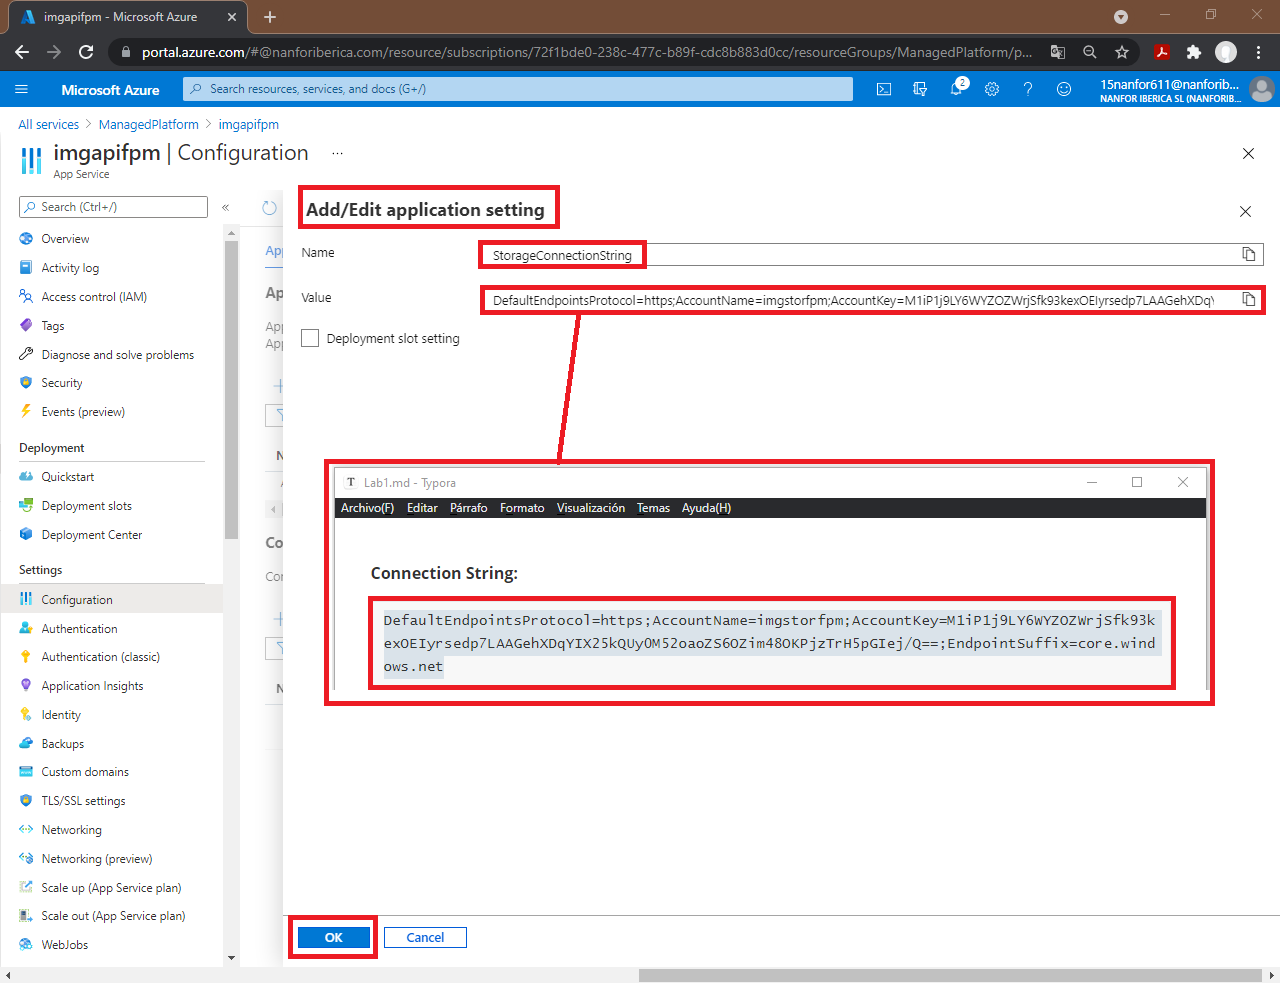 imgapifpm - Microsoft Azure
portal.azure.com/#@nanforiberica.com/resource/subscriptions/72f1bde0-238c-477c-b89f-cdc8b883d0cc/resourceGroups/ManagedPlatform/p...
Microsoft Azure
Search resources, services, and docs (G+/)
2
15nanfor611@nanforib...
NANFOR IBERICA SL (NANFORIB...
All services > ManagedPlatform > imgapifpm
imgapifpm | Configuration ...
App Service
Search (Ctrl+/)
«
Overview
Activity log
Access control (IAM)
Tags
Diagnose and solve problems
Security
Events (preview)
Deployment
Quickstart
Deployment slots
Deployment Center
Settings
Configuration
Authentication
Authentication (classic)
Application Insights
Identity
Backups
Custom domains
TLS/SSL settings
Networking
Networking (preview)
Scale up (App Service plan)
Scale out (App Service plan)
WebJobs
Add/Edit application setting
Name
StorageConnectionString
Value
DefaultEndpointsProtocol=https;AccountName=imgstorfpm;AccountKey=M1iP1j9LY6WYZOZWrjSfk93kexOEIyrsedp7LAAGehXDqY
Deployment slot setting
T Lab1.md - Typora
Archivo(F) Editar Párrafo Formato Visualización Temas Ayuda(H)
Connection String:
DefaultEndpointsProtocol=https;AccountName=imgstorfpm;AccountKey=M1iP1j9LY6WYZOZWrjSfk93k
exOEIyrsedp7LAAGehXDqYIX25kQUyOM52oaoZS6OZim48OKPjzTrH5pGIej/Q==;EndpointSuffix=core.wind
ows.net
OK
Cancel